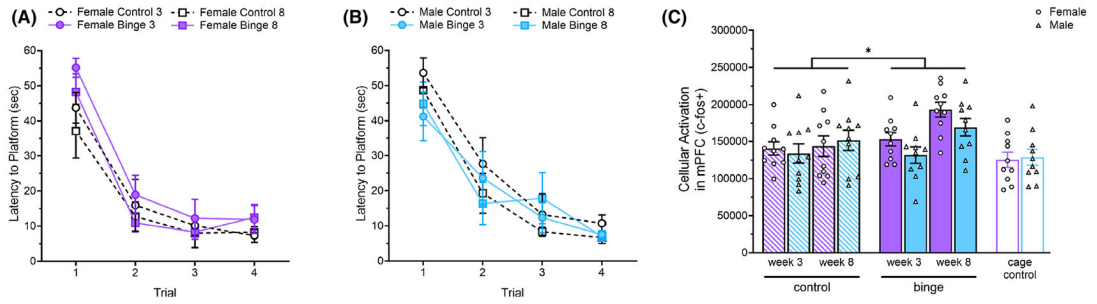 (A)
Female Control 3
Female Control 8
Female Binge 3
Female Binge 8
60
50
40
30
20
10
0
Latency to Platform (sec)
1 2 3 4
Trial
(B)
Male Control 3
Male Control 8
Male Binge 3
Male Binge 8
60
50
40
30
20
10
0
Latency to Platform (sec)
1 2 3 4
Trial
(C)
Female
Male
300000
250000
200000
150000
100000
50000
0
Cellular Activation
in mPFC (c-fos+)
*
week 3 week 8 week 3 week 8 cage
control binge control